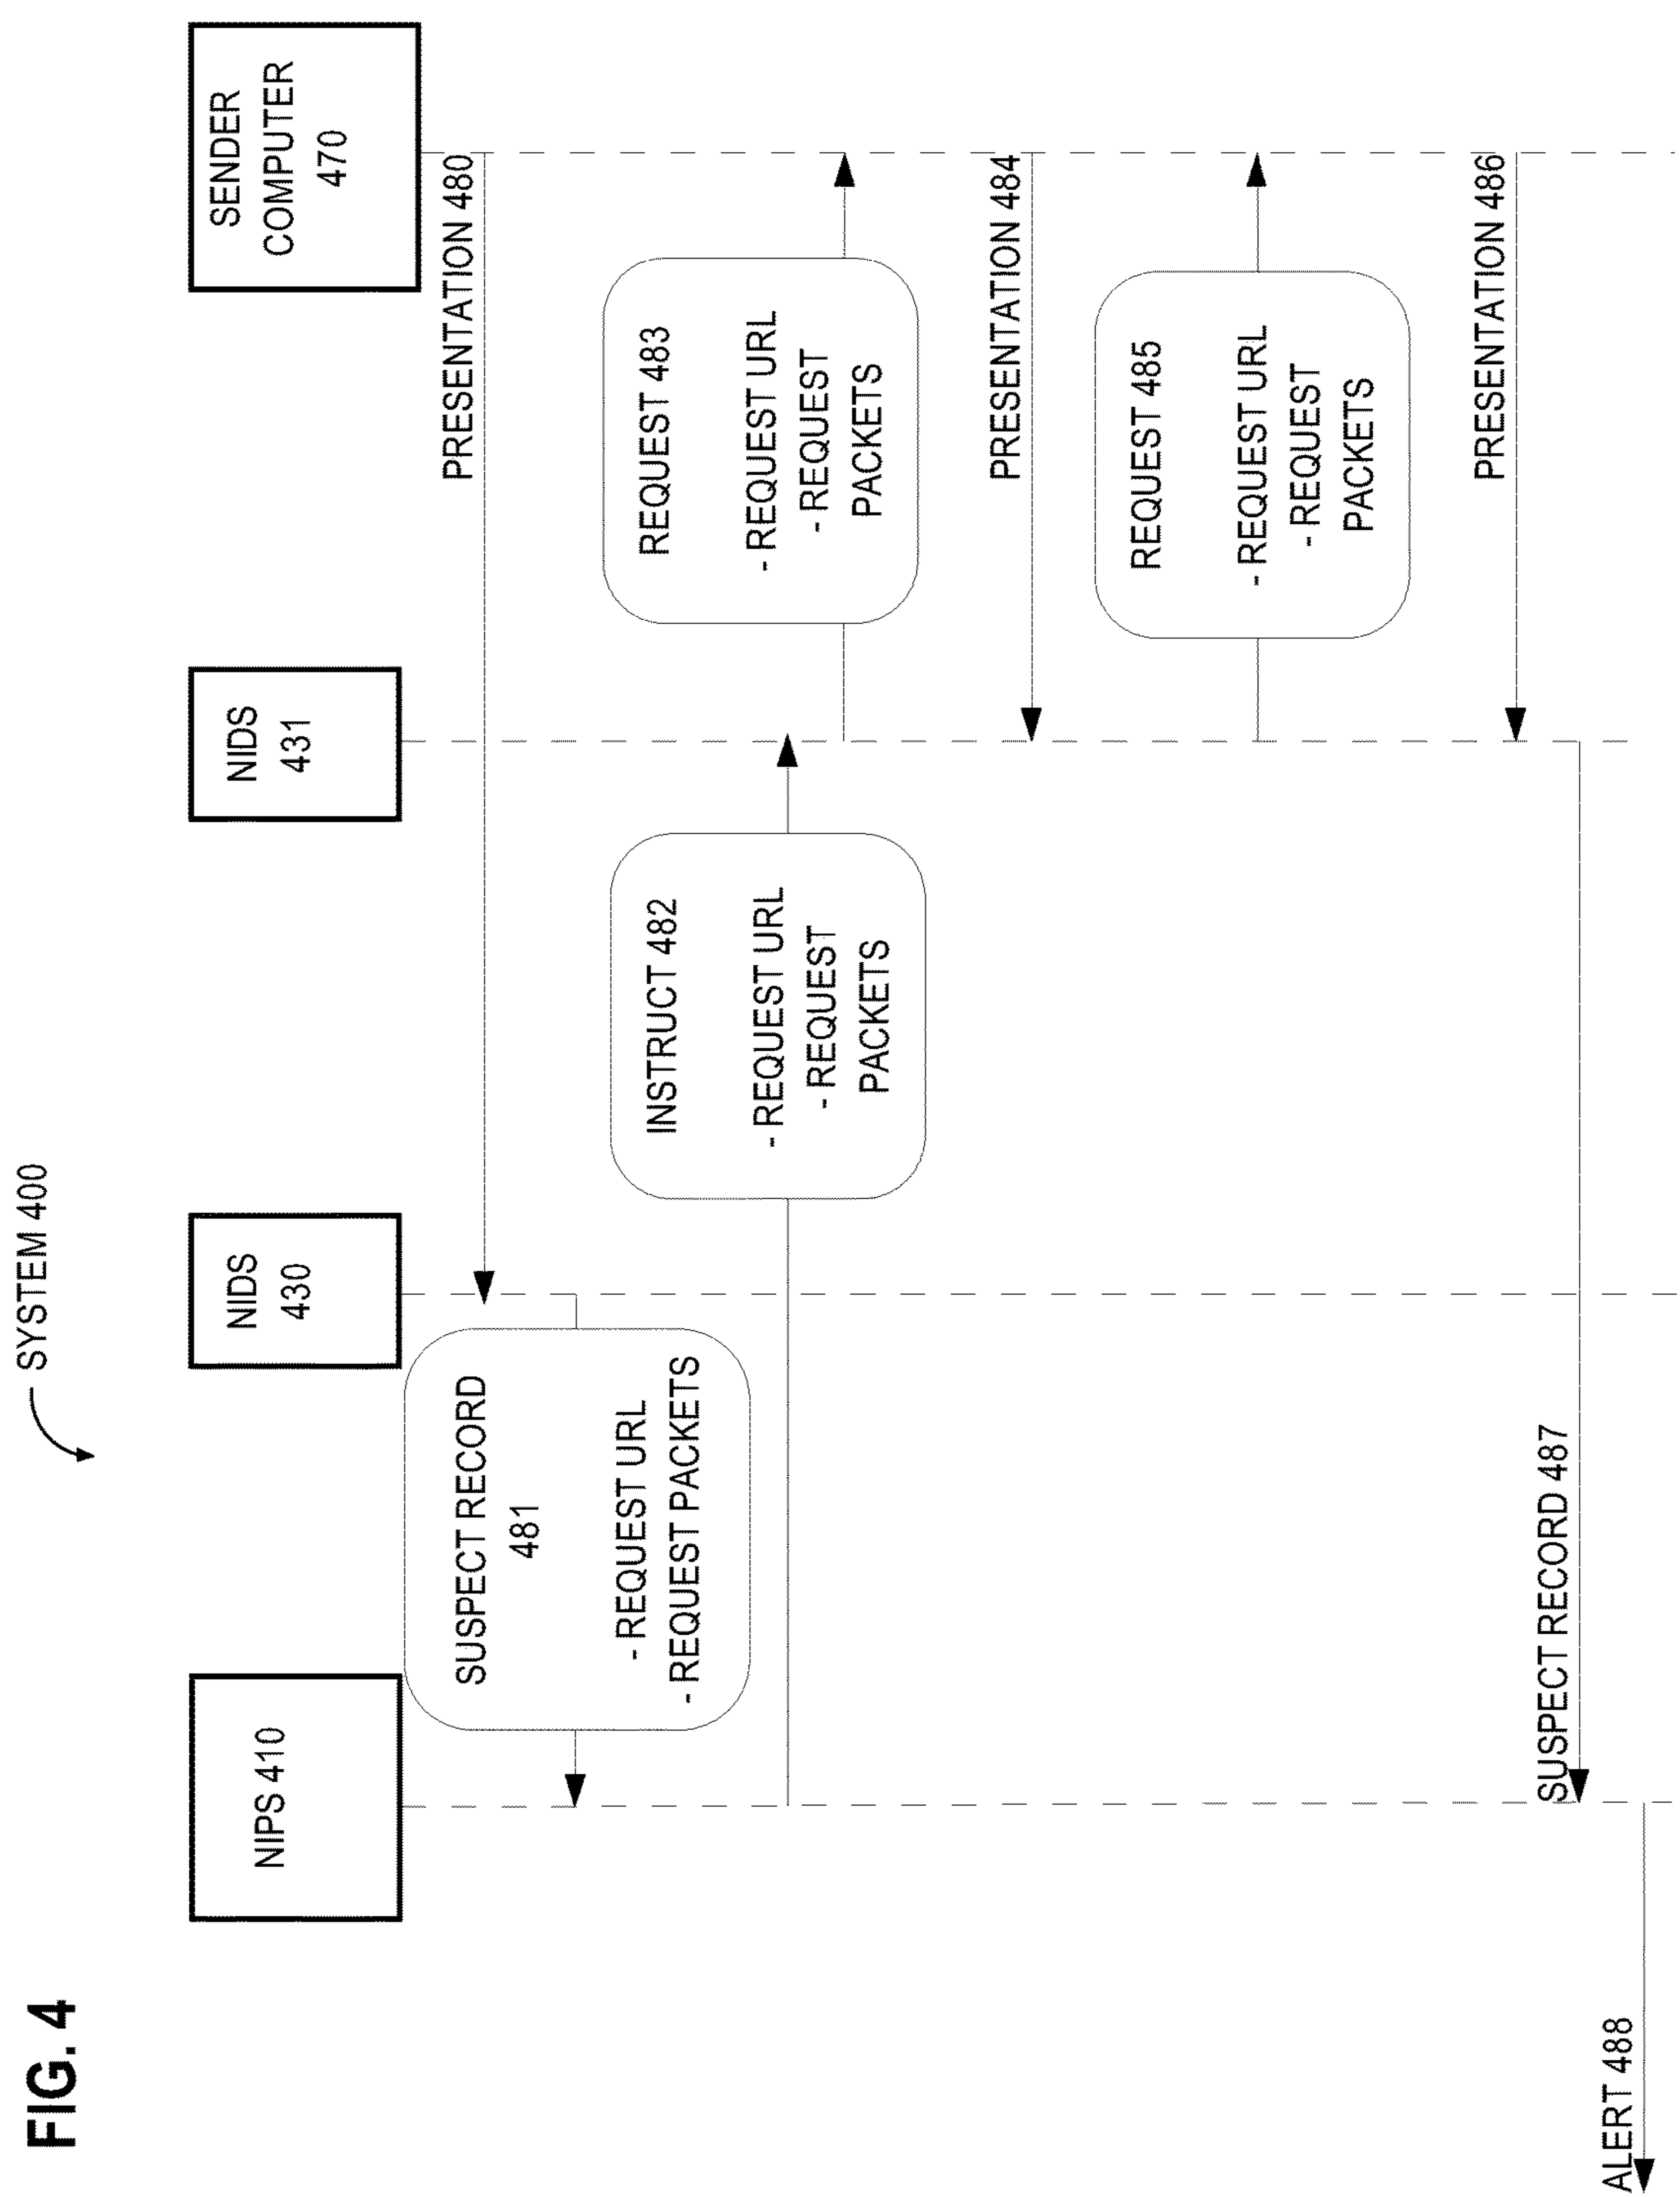 FIG. 4
SYSTEM 400
NIPS 410
NIDS
430
NIDS
431
SENDER
COMPUTER
470
PRESENTATION 480
SUSPECT RECORD
481
- REQUEST URL
- REQUEST PACKETS
INSTRUCT 482
- REQUEST URL
- REQUEST
PACKETS
REQUEST 483
- REQUEST URL
- REQUEST
PACKETS
PRESENTATION 484
REQUEST 485
- REQUEST URL
- REQUEST
PACKETS
PRESENTATION 486
SUSPECT RECORD 487
ALERT 488